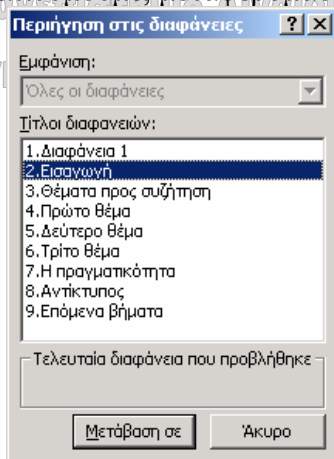 Περιήγηση στις διαφάνειες
Εμφάνιση:
Όλες οι διαφάνειες
Τίτλοι διαφανειών:
1.Διαφάνεια 1
2.Εισαγωγή
3.Θέματα προς συζήτηση
4.Πρώτο θέμα
5.Δεύτερο θέμα
6.Τρίτο θέμα
7.Η πραγματικότητα
8.Αντίκτυπος
9.Επόμενα βήματα
Τελευταία διαφάνεια που προβλήθηκε
Μετάβαση σε
Άκυρο